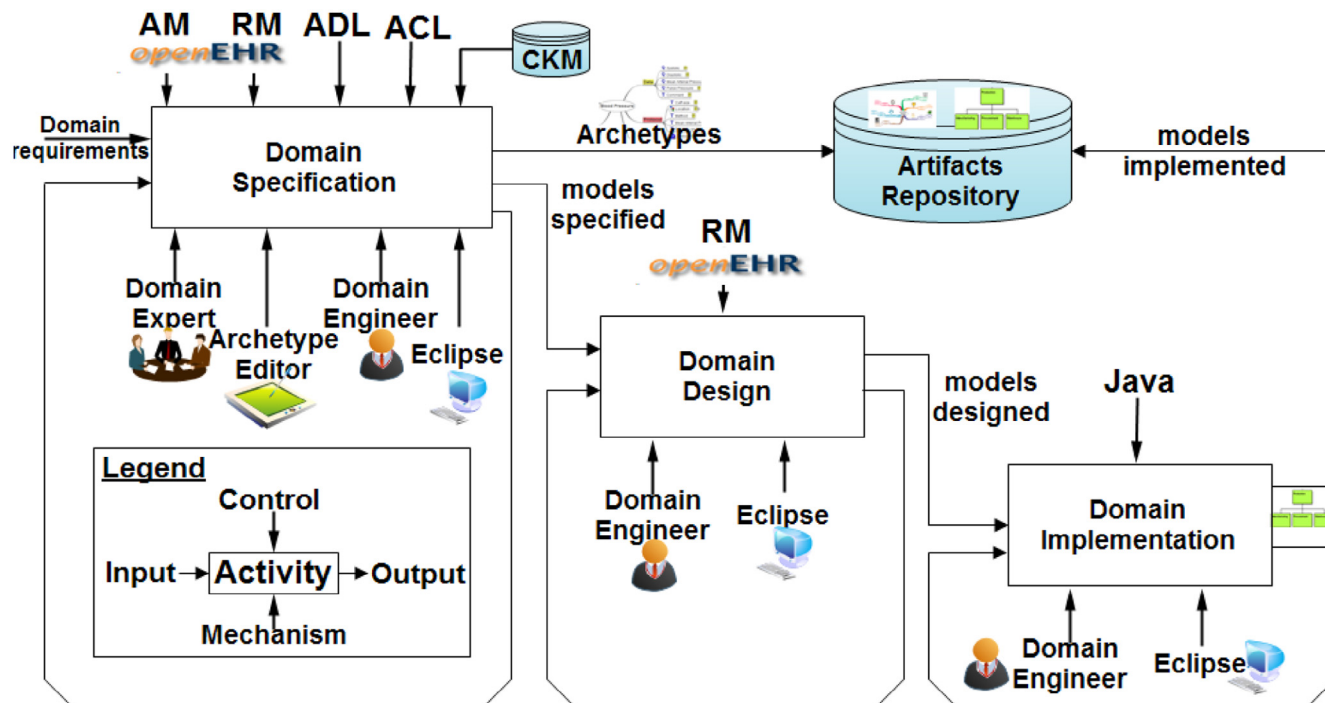 AM RM ADL ACL
openEHR
CKM
Domain
requirements
Domain
Specification
Archetypes
Artifacts
Repository
models
implemented
models
specified
RM
openEHR
Domain
Expert
Archetype
Editor
Domain
Engineer
Eclipse
Domain
Design
models
designed
Java
Domain
Engineer
Eclipse
Domain
Implementation
Domain
Engineer
Eclipse
Legend
Control
Input
Activity
Output
Mechanism